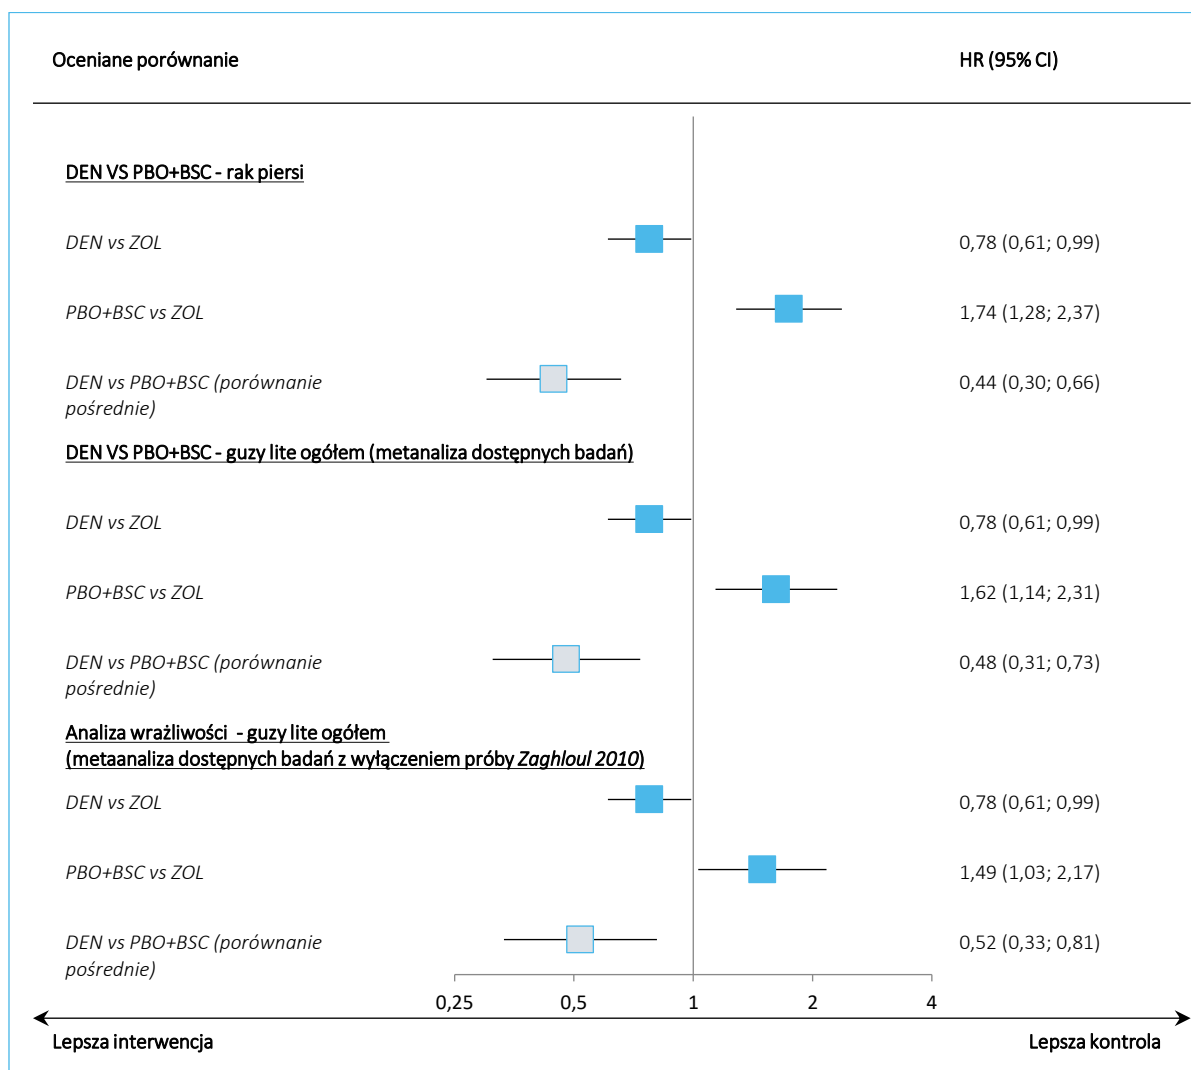 Oceniane porównanie HR (95% CI)
DEN VS PBO+BSC - rak piersi
DEN vs ZOL 0,78 (0,61; 0,99)
PBO+BSC vs ZOL 1,74 (1,28; 2,37)
DEN vs PBO+BSC (porównanie 0,44 (0,30; 0,66)
pośrednie)
DEN VS PBO+BSC - guzy lite ogółem (metanaliza dostępnych badań)
DEN vs ZOL 0,78 (0,61; 0,99)
PBO+BSC vs ZOL 1,62 (1,14; 2,31)
DEN vs PBO+BSC (porównanie 0,48 (0,31; 0,73)
pośrednie)
Analiza wrażliwości - guzy lite ogółem
(metaanaliza dostępnych badań z wyłączeniem próby Zaghloul 2010)
DEN vs ZOL 0,78 (0,61; 0,99)
PBO+BSC vs ZOL 1,49 (1,03; 2,17)
DEN vs PBO+BSC (porównanie 0,52 (0,33; 0,81)
pośrednie)
0,25 0,5 1 2 4
Lepsza interwencja Lepsza kontrola